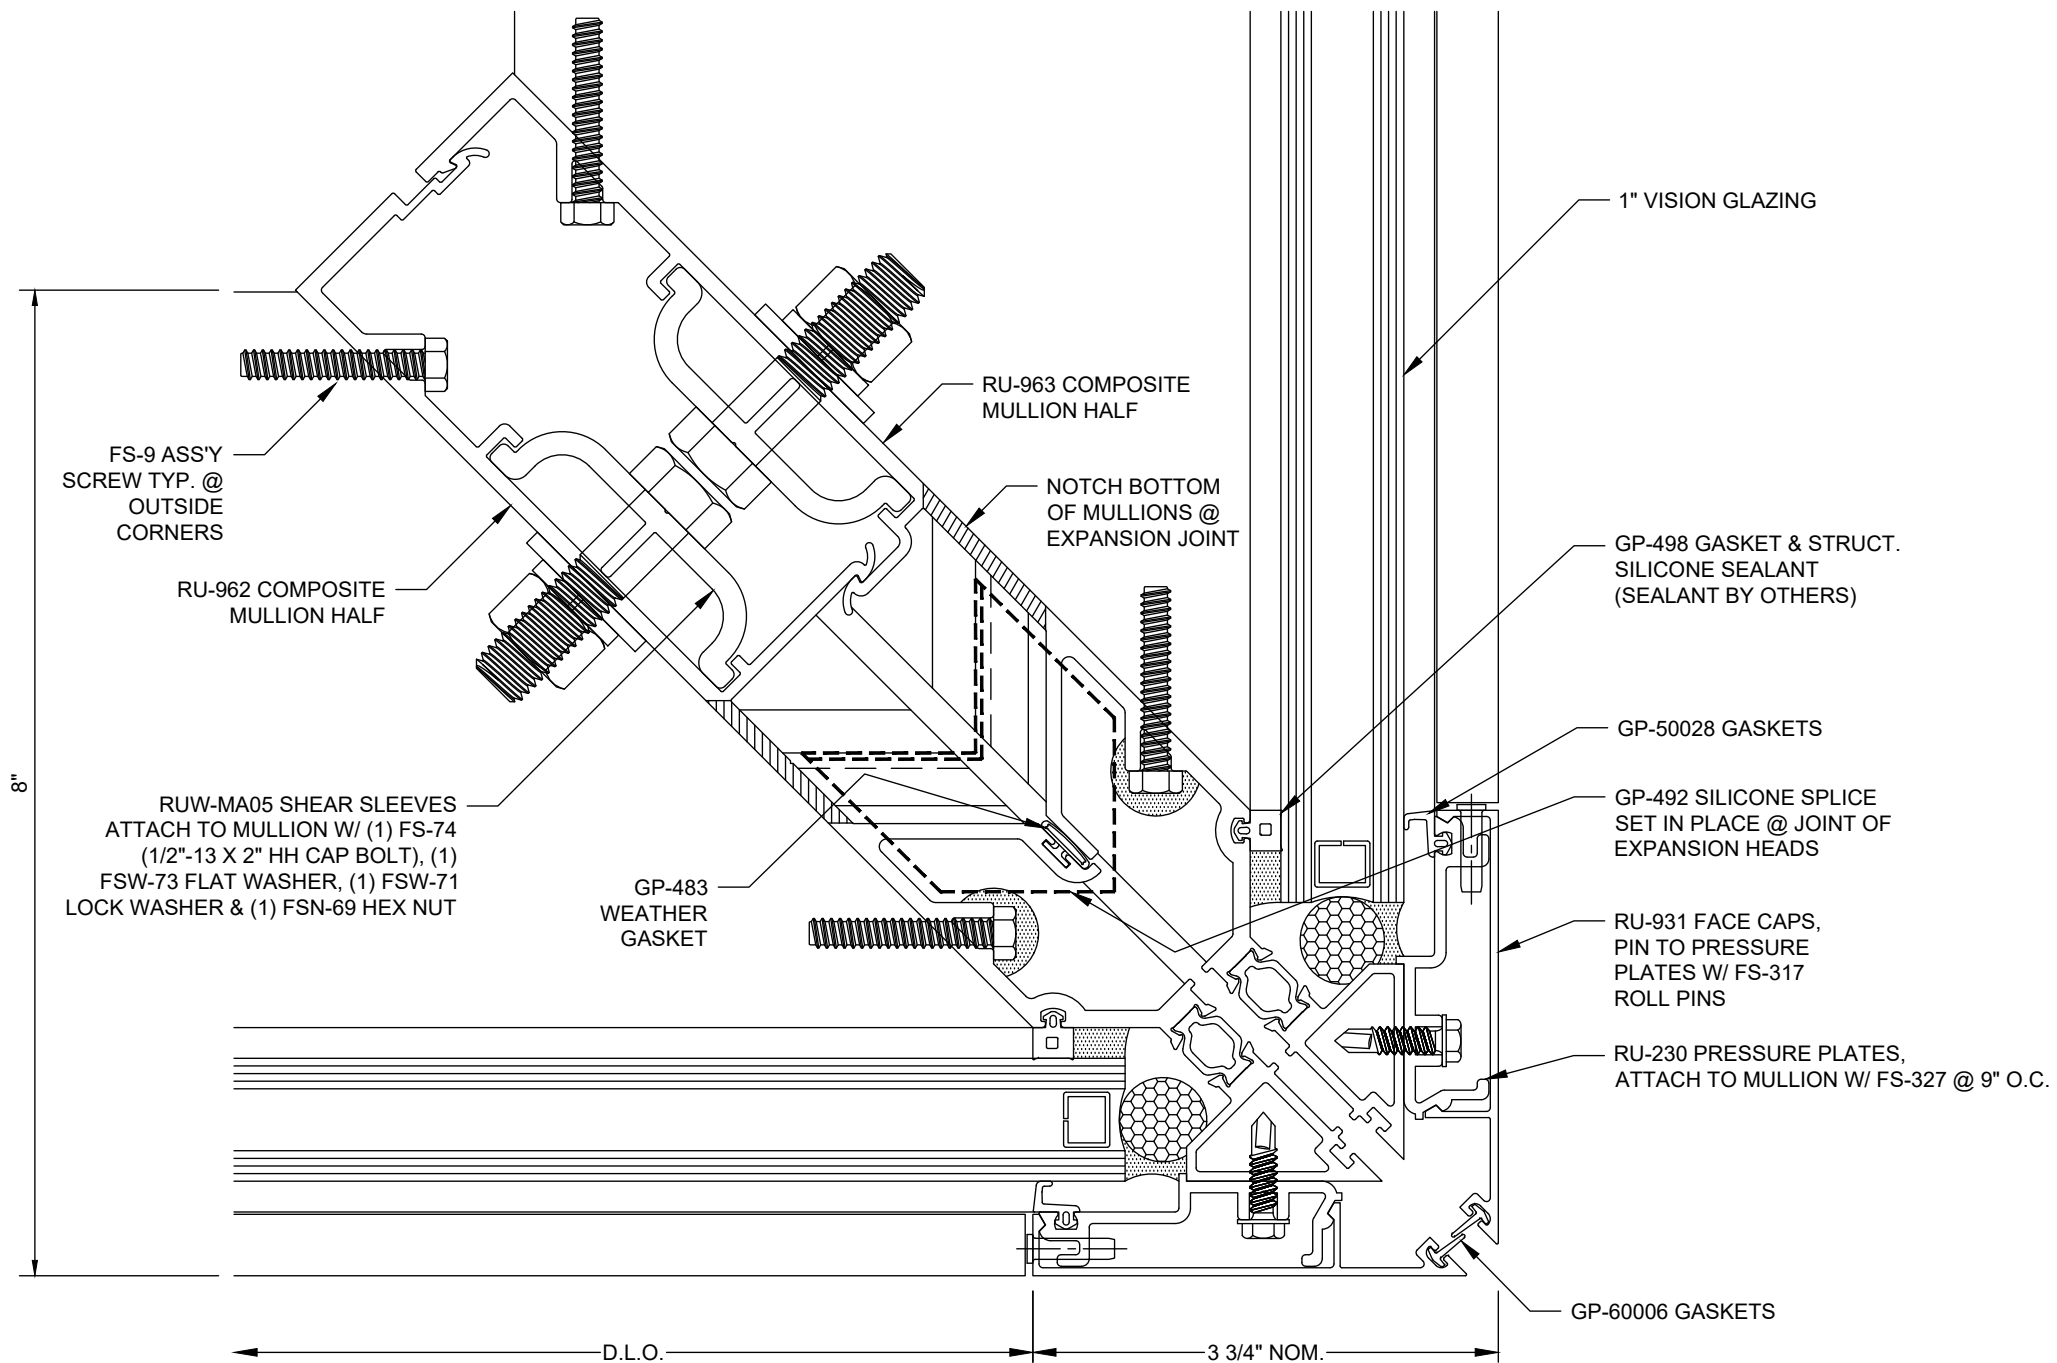 1" VISION GLAZING
RU-963 COMPOSITE
MULLION HALF
FS-9 ASS'Y
SCREW TYP. @
OUTSIDE
CORNERS
NOTCH BOTTOM
OF MULLIONS @
EXPANSION JOINT
GP-498 GASKET & STRUCT.
SILICONE SEALANT
(SEALANT BY OTHERS)
RU-962 COMPOSITE
MULLION HALF
GP-50028 GASKETS
8"
RUW-MA05 SHEAR SLEEVES
ATTACH TO MULLION W/ (1) FS-74
(1/2"-13 X 2" HH CAP BOLT), (1)
FSW-73 FLAT WASHER, (1) FSW-71
LOCK WASHER & (1) FSN-69 HEX NUT
GP-492 SILICONE SPLICE
SET IN PLACE @ JOINT OF
EXPANSION HEADS
GP-483
WEATHER
GASKET
RU-931 FACE CAPS,
PIN TO PRESSURE
PLATES W/ FS-317
ROLL PINS
RU-230 PRESSURE PLATES,
ATTACH TO MULLION W/ FS-327 @ 9" O.C.
GP-60006 GASKETS
D.L.O.
3 3/4" NOM.